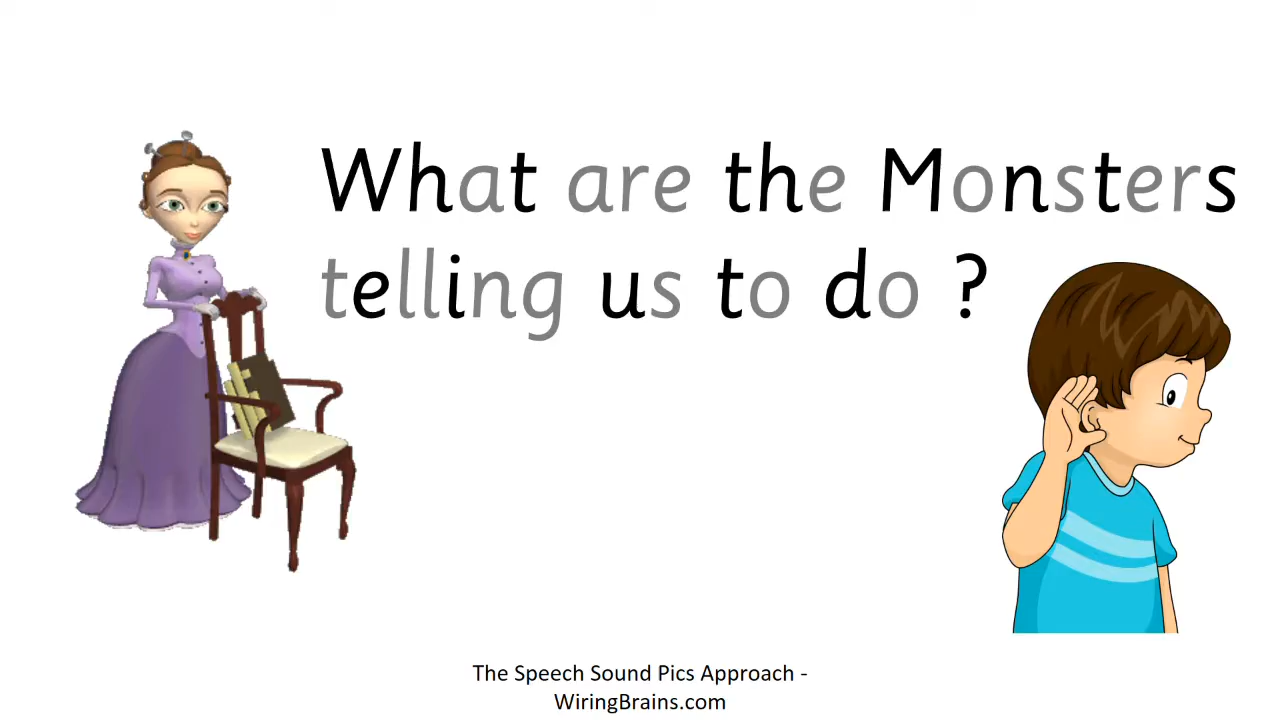 What are the Monsters
telling us to do ?
The Speech Sound Pics Approach -
WiringBrains.com